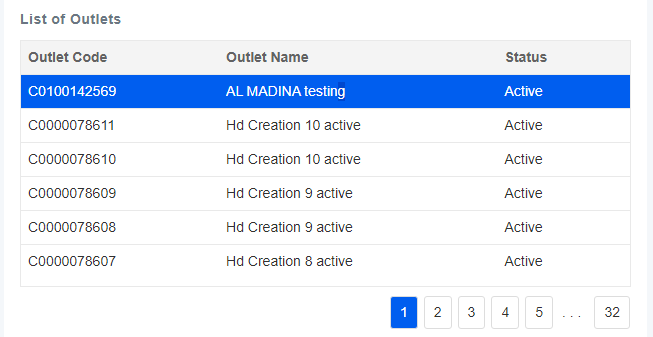 List of Outlets
Outlet Code Outlet Name Status
C0100142569 AL MADINA testing Active
C0000078611 Hd Creation 10 active Active
C0000078610 Hd Creation 10 active Active
C0000078609 Hd Creation 9 active Active
C0000078608 Hd Creation 9 active Active
C0000078607 Hd Creation 8 active Active
1 2 3 4 5 ... 32